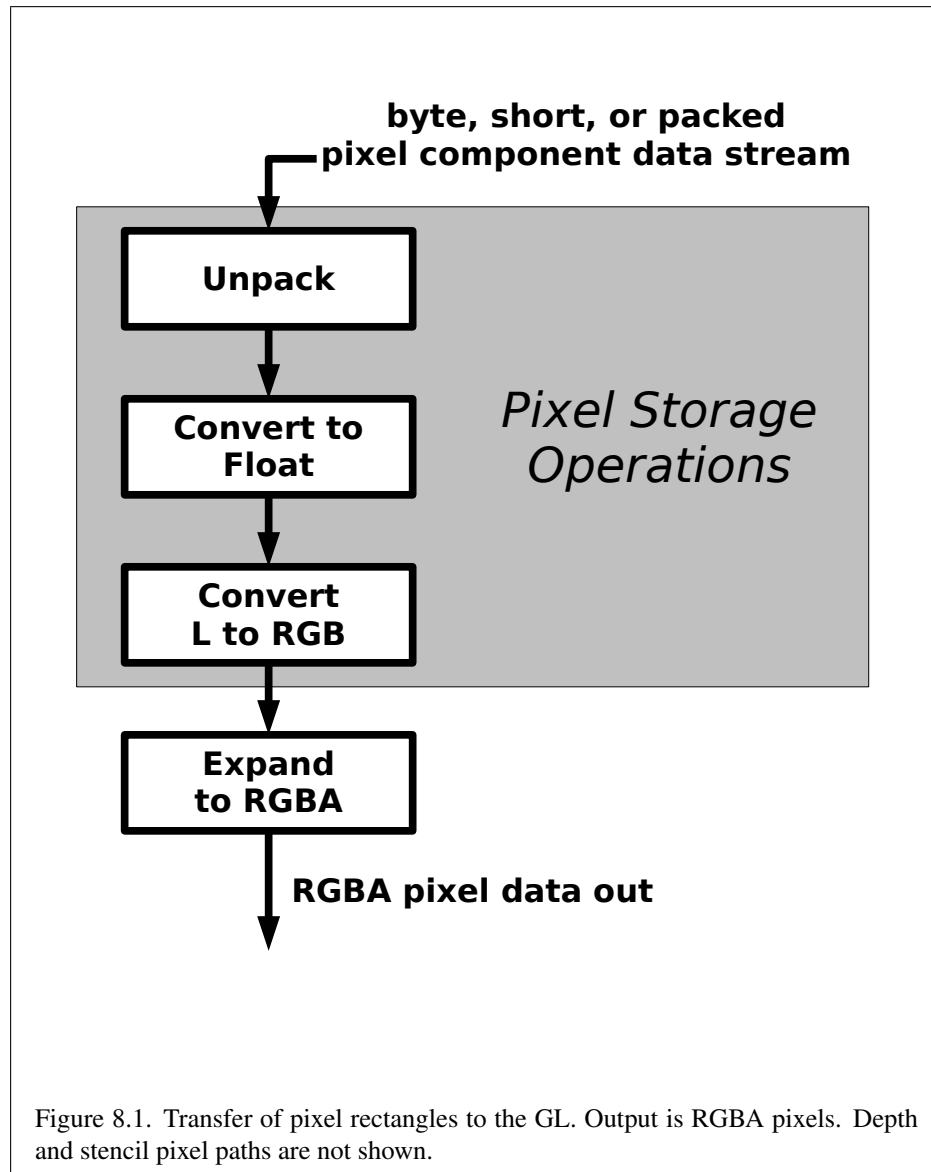 byte, short, or packed
pixel component data stream
Unpack
Convert to
Float
Pixel Storage
Operations
Convert
L to RGB
Expand
to RGBA
RGBA pixel data out
Figure 8.1. Transfer of pixel rectangles to the GL. Output is RGBA pixels. Depth
and stencil pixel paths are not shown.